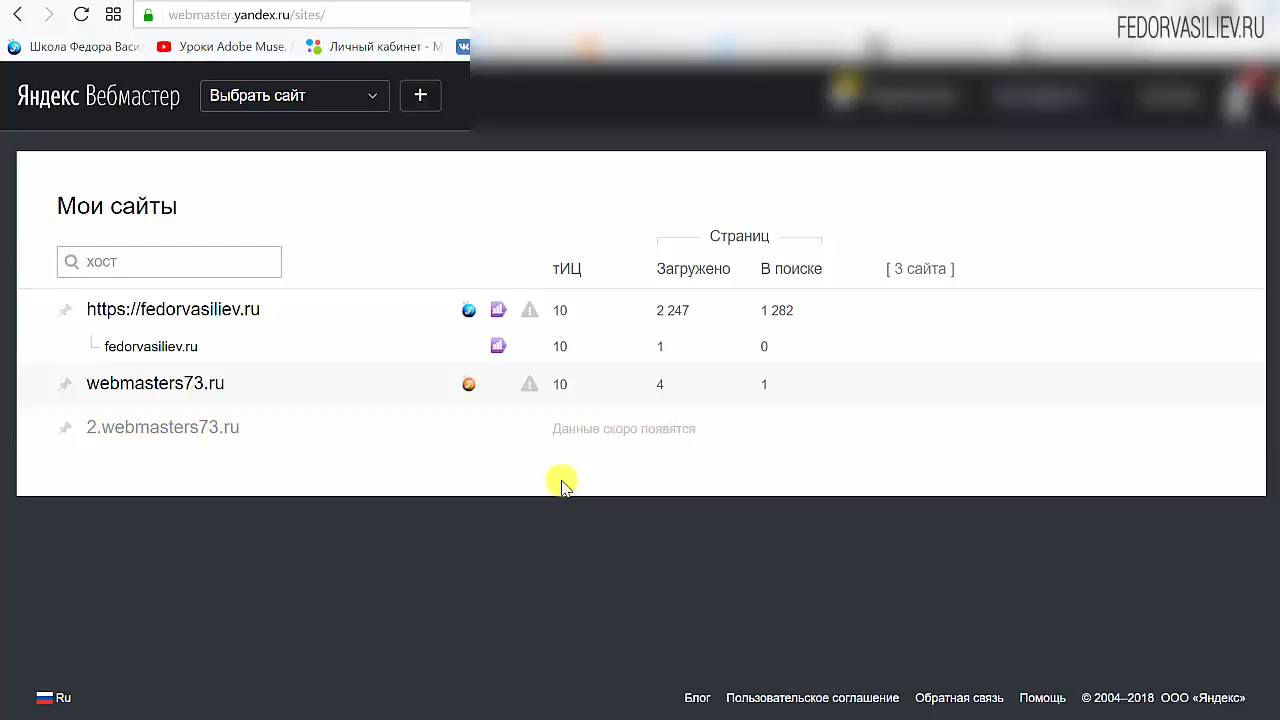 webmaster.yandex.ru/sites/
FEDORVASILIEV.RU
Школа Федора Васи
Уроки Adobe Muse.
Личный кабинет - М
Яндекс Вебмастер
Выбрать сайт
+
Мои сайты
Страниц
хост
тИЦ Загружено В поиске [ 3 сайта ]
https://fedorvasiliev.ru 10 2 247 1 282
fedorvasiliev.ru 10 1 0
webmasters73.ru 10 4 1
2.webmasters73.ru Данные скоро появятся
Ru Блог Пользовательское соглашение Обратная связь Помощь © 2004–2018 ООО «Яндекс»